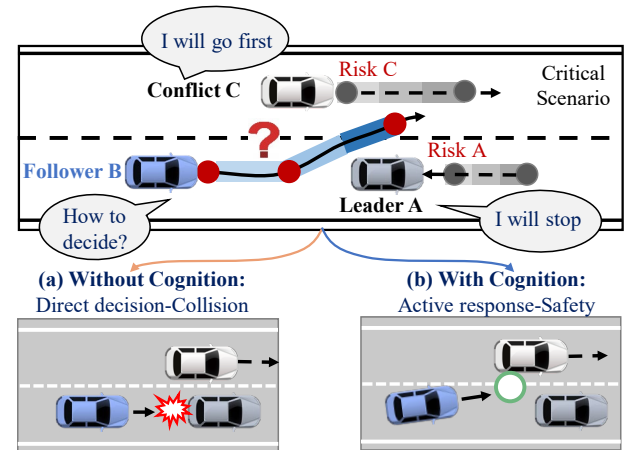 I will go first
Risk C
Critical
Scenario
Conflict C
?
Follower B
Risk A
Leader A
How to
decide?
I will stop
(a) Without Cognition:
Direct decision-Collision
(b) With Cognition:
Active response-Safety